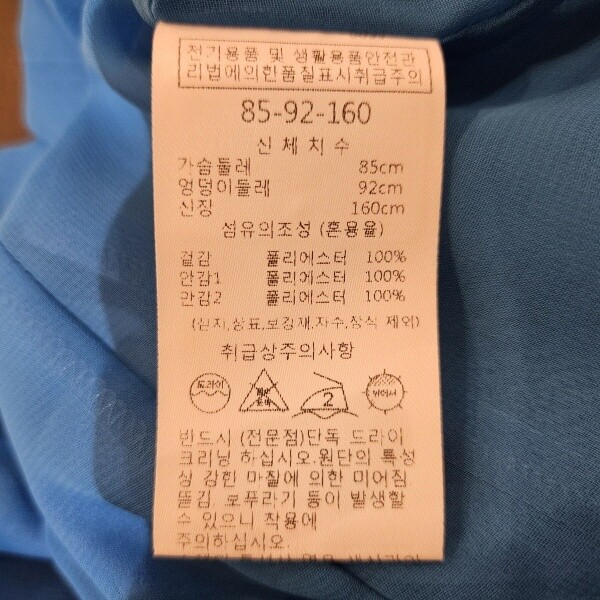 전기용품 및 생활용품안전관
리법에의한품질표시취급주의
85-92-160
신체치수
가슴둘레 85cm
엉덩이둘레 92cm
신장 160cm
섬유의조성 (혼용율)
겉감 폴리에스터 100%
안감1 폴리에스터 100%
안감2 폴리에스터 100%
(심지,상표,보강재,자수,장식 제외)
취급상주의사항
드라이
2
뉘어서
반드시 (전문점)단독 드라이
크리닝 하십시오.원단의 특성
상 강한 마찰에 의한 미어짐
뜯김, 보푸라기 등이 발생할
수 있으니 착용에
주의하십시오.